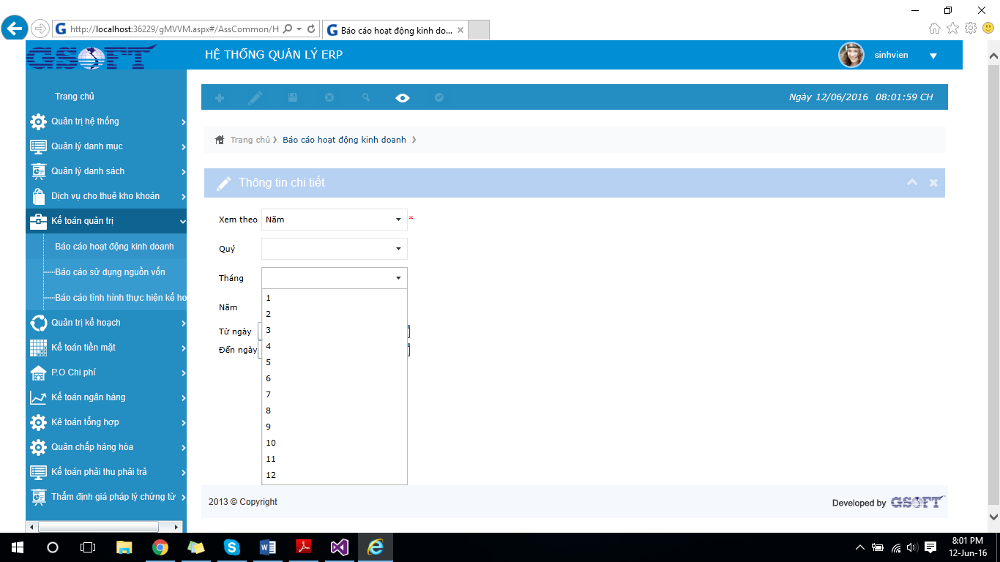 http://localhost:36229/gMVVM.aspx#/AssCommon/H
Báo cáo hoạt động kinh do...
GSOFT
HỆ THỐNG QUẢN LÝ ERP
sinhvien
Trang chủ
Quản trị hệ thống
Quản lý danh mục
Quản lý danh sách
Dịch vụ cho thuê kho khoán
Kế toán quản trị
Báo cáo hoạt động kinh doanh
Báo cáo sử dụng nguồn vốn
Báo cáo tình hình thực hiện kế ho
Quản trị kế hoạch
Kế toán tiền mặt
P.O Chi phí
Kế toán ngân hàng
Kê toán tổng hợp
Quản chấp hàng hòa
Kế toán phải thu phải trả
Thẩm định giá pháp lý chứng từ
Ngày 12/06/2016 08:01:59 CH
Trang chủ
Báo cáo hoạt động kinh doanh
Thông tin chi tiết
Xem theo
Năm
*
Quý
Tháng
1
2
3
4
5
6
7
8
9
10
11
12
Năm
Từ ngày
Đến ngày
2013 © Copyright
Developed by GSOFT
8:01 PM
12-Jun-16